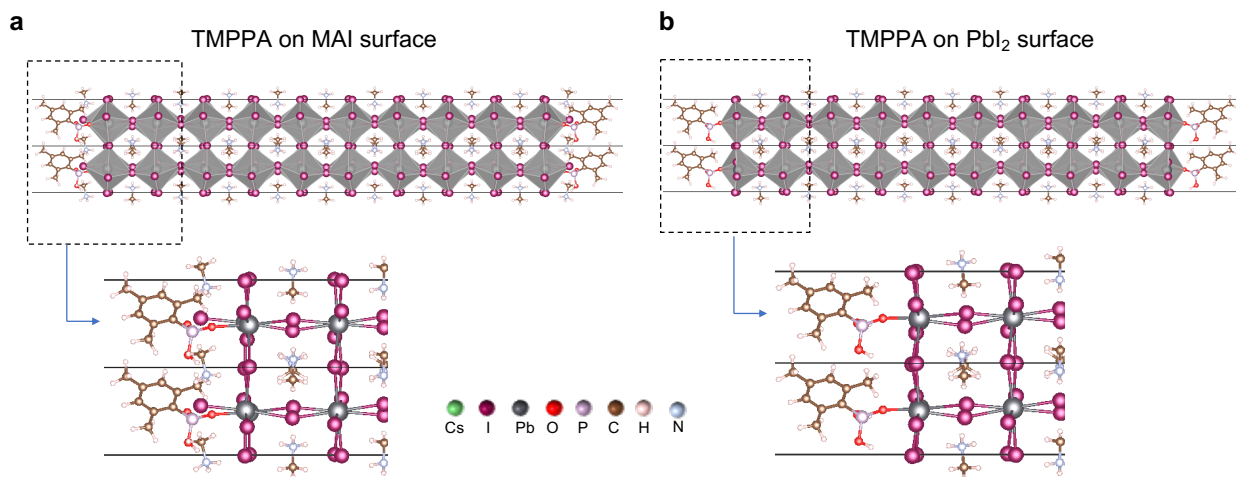 a
TMPPA on MAI surface
b
TMPPA on PbI₂ surface
Cs I Pb O P C H N